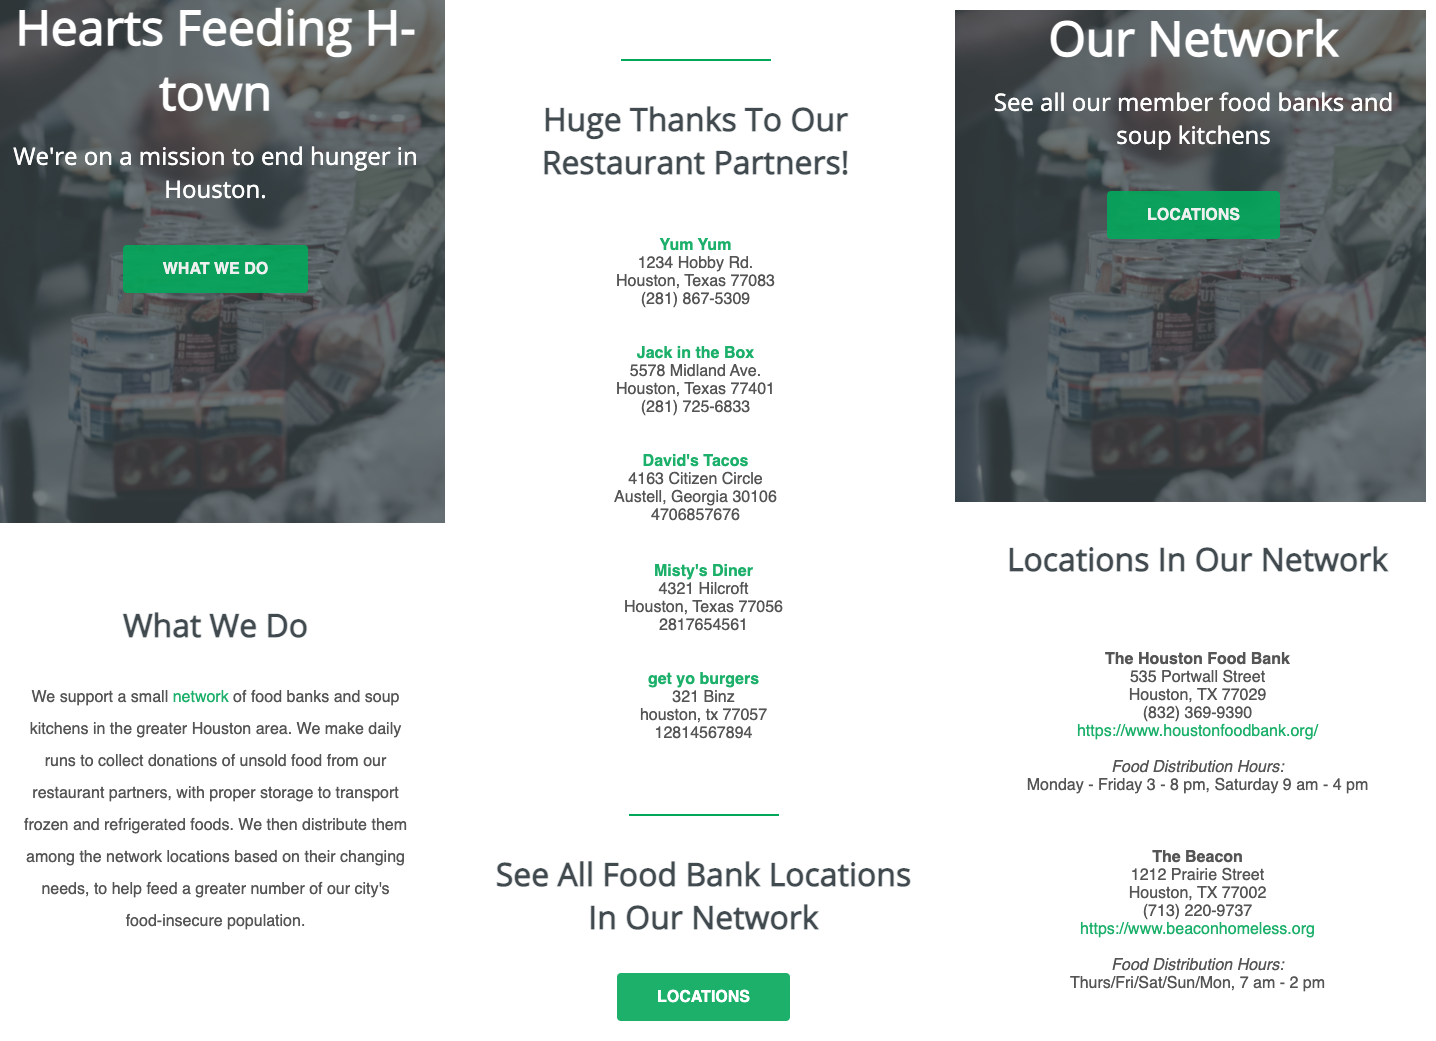 Hearts Feeding H-
town
We're on a mission to end hunger in
Houston.
WHAT WE DO
What We Do
We support a small network of food banks and soup
kitchens in the greater Houston area. We make daily
runs to collect donations of unsold food from our
restaurant partners, with proper storage to transport
frozen and refrigerated foods. We then distribute them
among the network locations based on their changing
needs, to help feed a greater number of our city's
food-insecure population.
Huge Thanks To Our
Restaurant Partners!
Yum Yum
1234 Hobby Rd.
Houston, Texas 77083
(281) 867-5309
Jack in the Box
5578 Midland Ave.
Houston, Texas 77401
(281) 725-6833
David's Tacos
4163 Citizen Circle
Austell, Georgia 30106
4706857676
Misty's Diner
4321 Hilcroft
Houston, Texas 77056
2817654561
get yo burgers
321 Binz
houston, tx 77057
12814567894
See All Food Bank Locations
In Our Network
LOCATIONS
Our Network
See all our member food banks and
soup kitchens
LOCATIONS
Locations In Our Network
The Houston Food Bank
535 Portwall Street
Houston, TX 77029
(832) 369-9390
https://www.houstonfoodbank.org/
Food Distribution Hours:
Monday - Friday 3 - 8 pm, Saturday 9 am - 4 pm
The Beacon
1212 Prairie Street
Houston, TX 77002
(713) 220-9737
https://www.beaconhomeless.org
Food Distribution Hours:
Thurs/Fri/Sat/Sun/Mon, 7 am - 2 pm